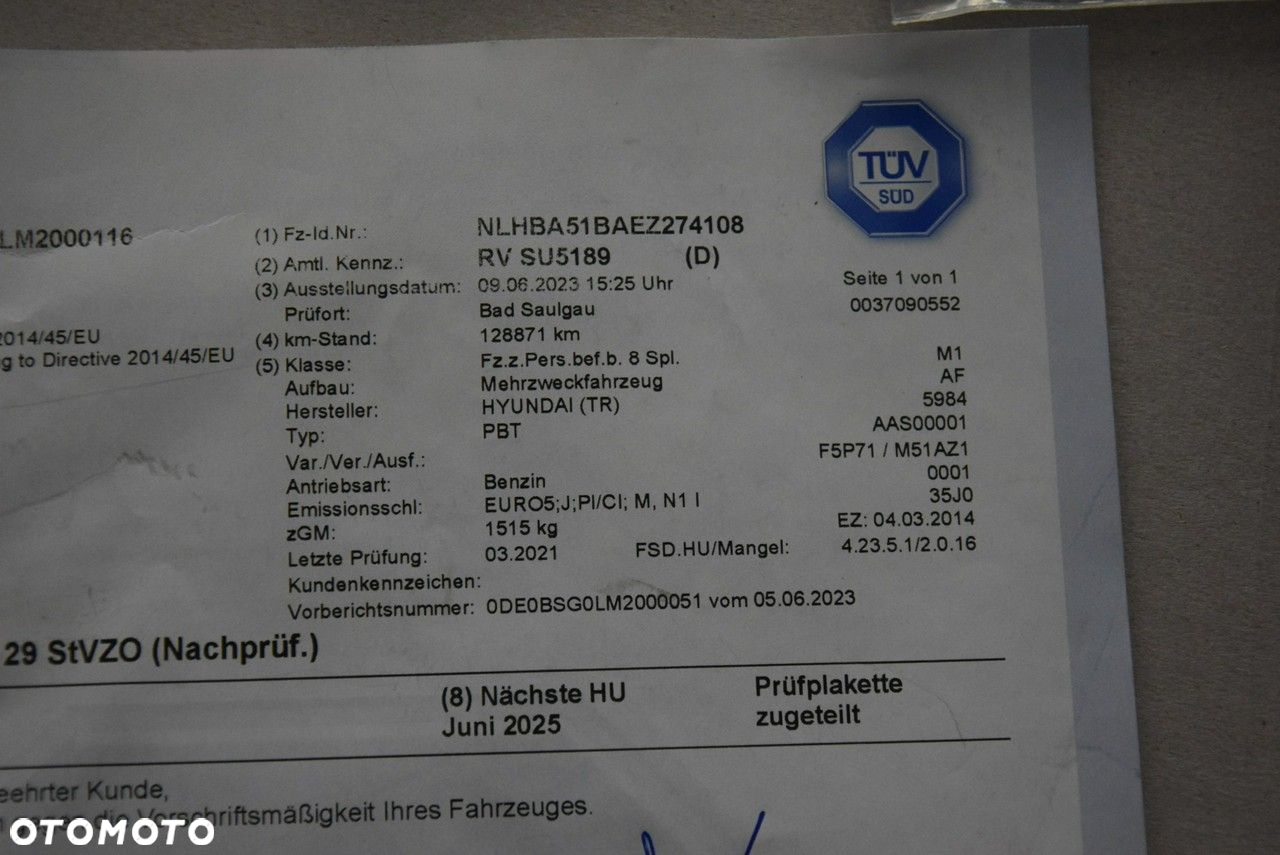 TÜV
SÜD
LM2000116
(1) Fz-Id.Nr.: NLHBA51BAEZ274108
(2) Amtl. Kennz.: RV SU5189 (D)
(3) Ausstellungsdatum: 09.06.2023 15:25 Uhr Seite 1 von 1
Prüfort: Bad Saulgau 0037090552
2014/45/EU (4) km-Stand: 128871 km
g to Directive 2014/45/EU (5) Klasse: Fz.z.Pers.bef.b. 8 Spl. M1
Aufbau: Mehrzweckfahrzeug AF
Hersteller: HYUNDAI (TR) 5984
Typ: PBT AAS00001
Var./Ver./Ausf.: F5P71 / M51AZ1
Antriebsart: Benzin 0001
Emissionsschl: EURO5;J;PI/CI; M, N1 I 35J0
zGM: 1515 kg EZ: 04.03.2014
Letzte Prüfung: 03.2021 FSD.HU/Mangel: 4.23.5.1/2.0.16
Kundenkennzeichen:
Vorberichtsnummer: 0DE0BSG0LM2000051 vom 05.06.2023
29 StVZO (Nachprüf.)
(8) Nächste HU Prüfplakette
Juni 2025 zugeteilt
eehrter Kunde,
die Vorschriftsmäßigkeit Ihres Fahrzeuges.
OTOMOTO